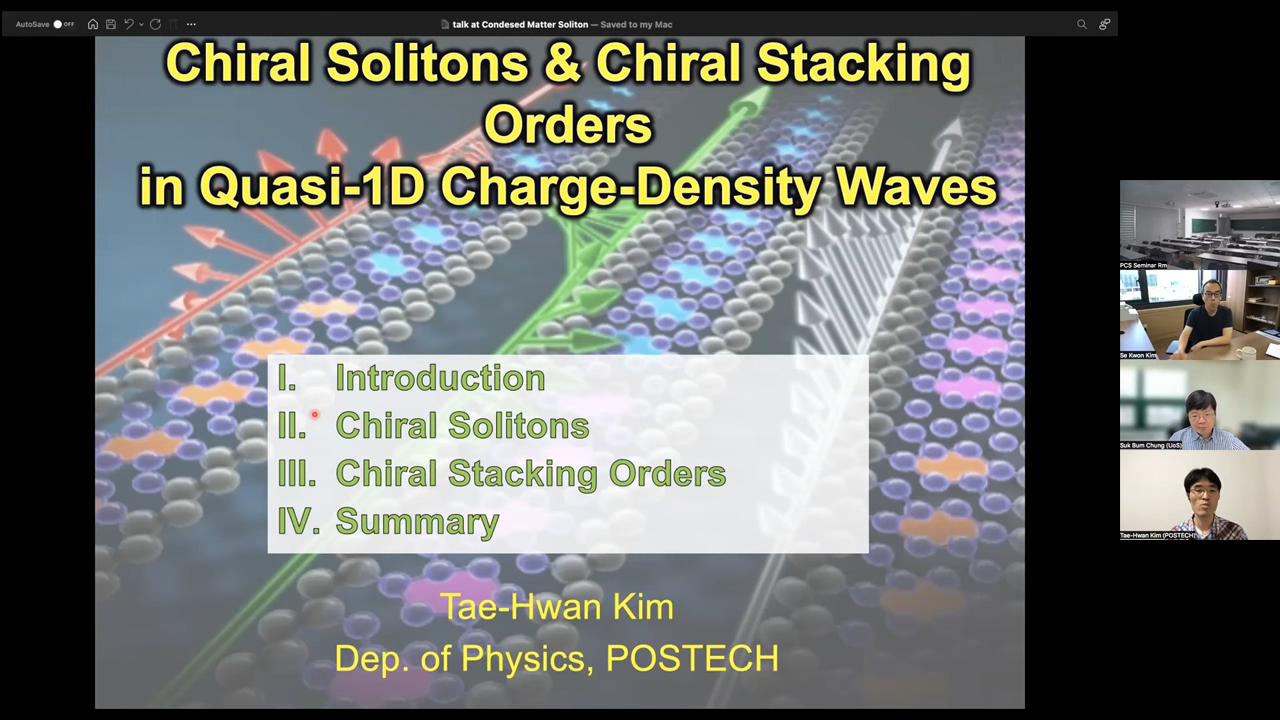 AutoSave OFF
talk at Condesed Matter Soliton — Saved to my Mac
Chiral Solitons & Chiral Stacking
Orders
in Quasi-1D Charge-Density Waves
I. Introduction
II. Chiral Solitons
III. Chiral Stacking Orders
IV. Summary
Tae-Hwan Kim
Dep. of Physics, POSTECH
PCS Seminar Rm
Se Kwon Kim
Suk Bum Chung (UoS)
Tae-Hwan Kim (POSTECH)